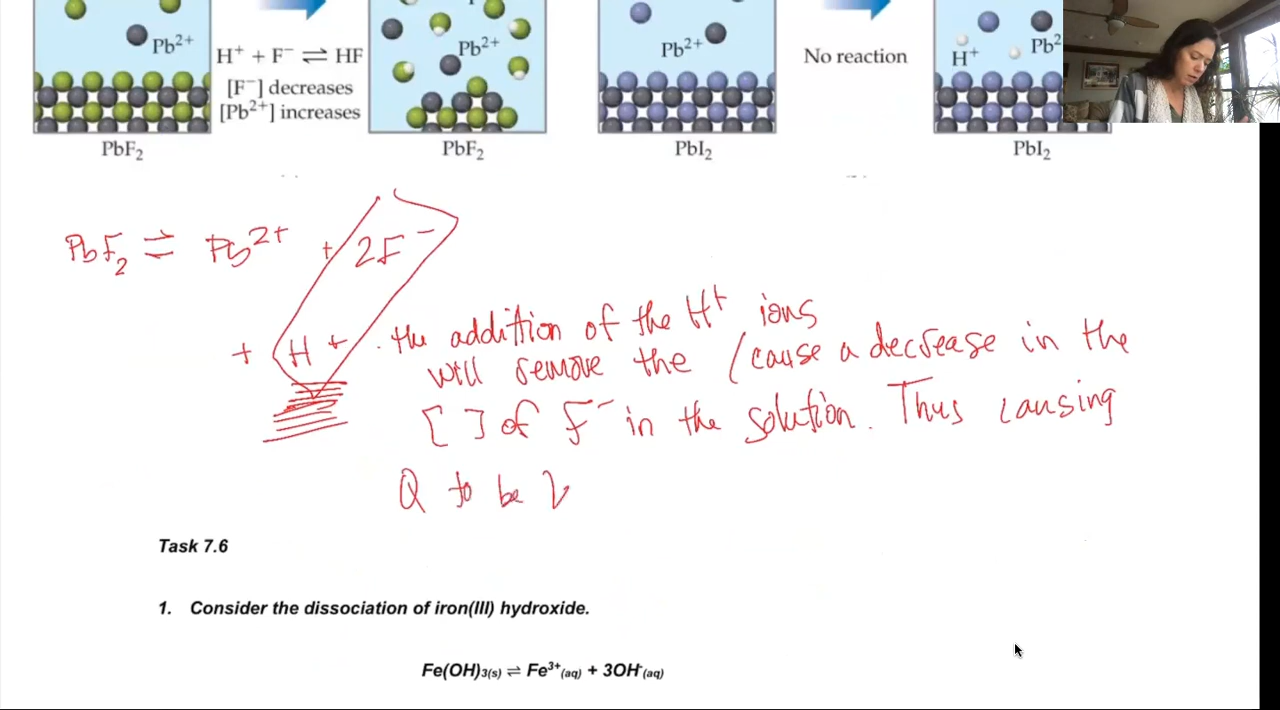 Pb²⁺
H⁺ + F⁻ ⇌ HF
[F⁻] decreases
[Pb²⁺] increases
PbF₂
Pb²⁺
PbF₂
Pb²⁺
PbI₂
No reaction
H⁺
Pb²
PbI₂
PbF₂ ⇌ Pb²⁺ + 2F⁻
+ H+ . the addition of the H⁺ ions
will remove the (cause a decrease in the
[ ] of F⁻ in the solution. Thus causing
Q to be
Task 7.6
1. Consider the dissociation of iron(III) hydroxide.
Fe(OH)₃(s) ⇌ Fe³⁺(aq) + 3OH⁻(aq)